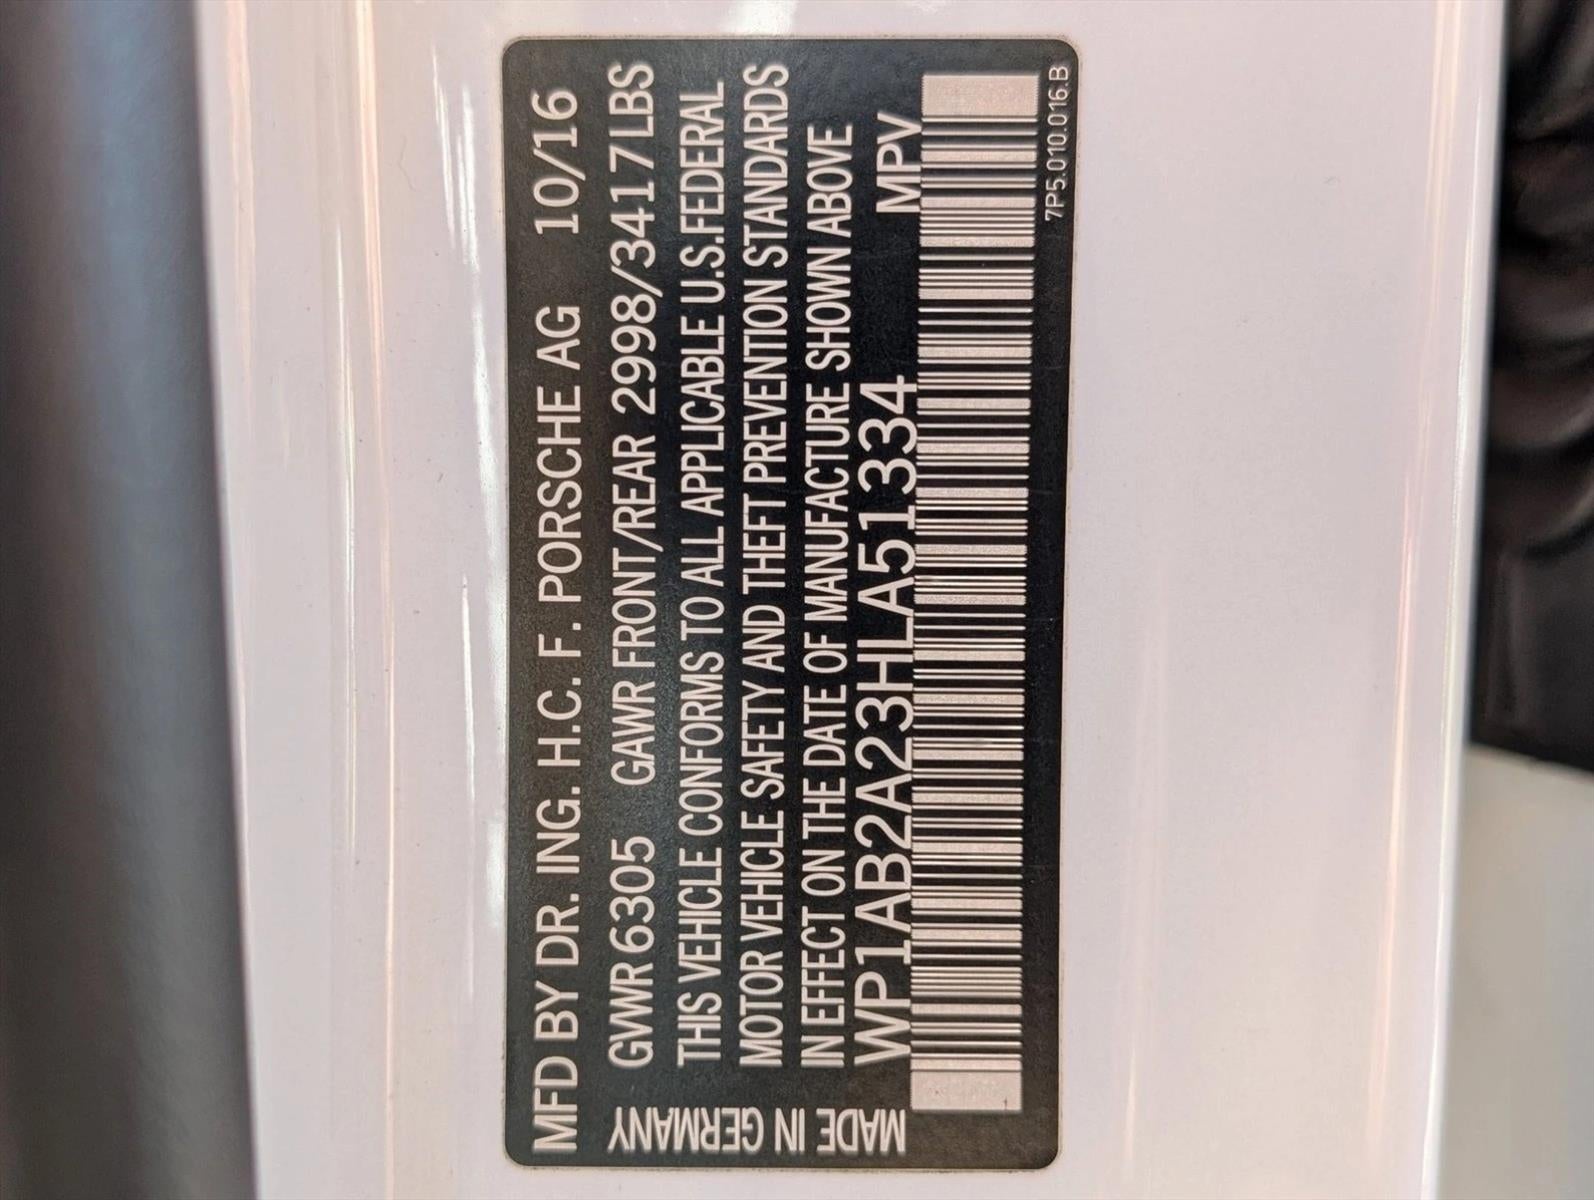 MFD BY DR. ING. H.C. F. PORSCHE AG 10/16
GVWR 6305 GAWR FRONT/REAR 2998/3417LBS
THIS VEHICLE CONFORMS TO ALL APPLICABLE U.S.FEDERAL
MOTOR VEHICLE SAFETY AND THEFT PREVENTION STANDARDS
IN EFFECT ON THE DATE OF MANUFACTURE SHOWN ABOVE
WP1AB2A23HLA51334 MPV
MADE IN GERMANY
7P5.010.016.B